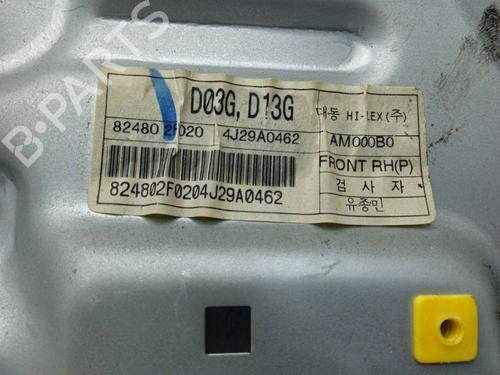 D03G, D13G
대동 HI-LEX (주)
82480 2F020 4J29A0462
AM000B0
FRONT RH(P)
824802F0204J29A0462
검 사 자
유종민
B-PARTS